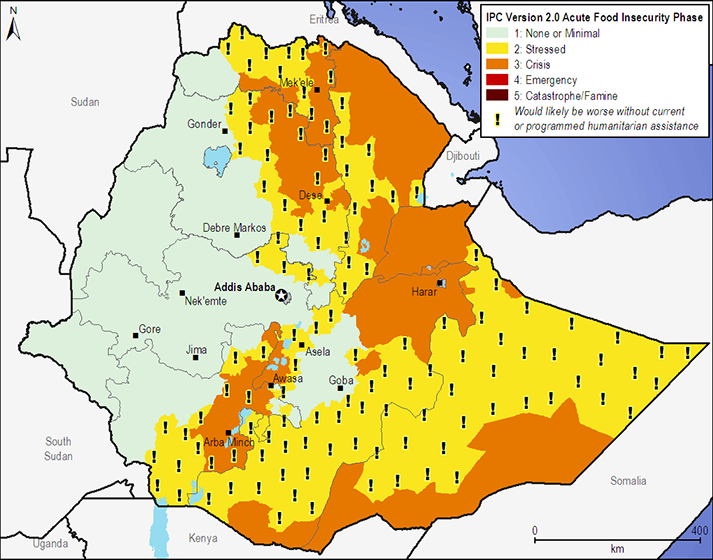 N
Eritrea
IPC Version 2.0 Acute Food Insecurity Phase
1: None or Minimal
2: Stressed
3: Crisis
4: Emergency
5: Catastrophe/Famine
! Would likely be worse without current
or programmed humanitarian assistance
Mek'ele
Sudan
Gonder
Djibouti
Dese
Debre Markos
Addis Ababa
Harar
Nek'emte
Gore
Asela
Jima
Awasa
Goba
Arba Minch
South
Sudan
Somalia
Uganda
Kenya
0 400
km